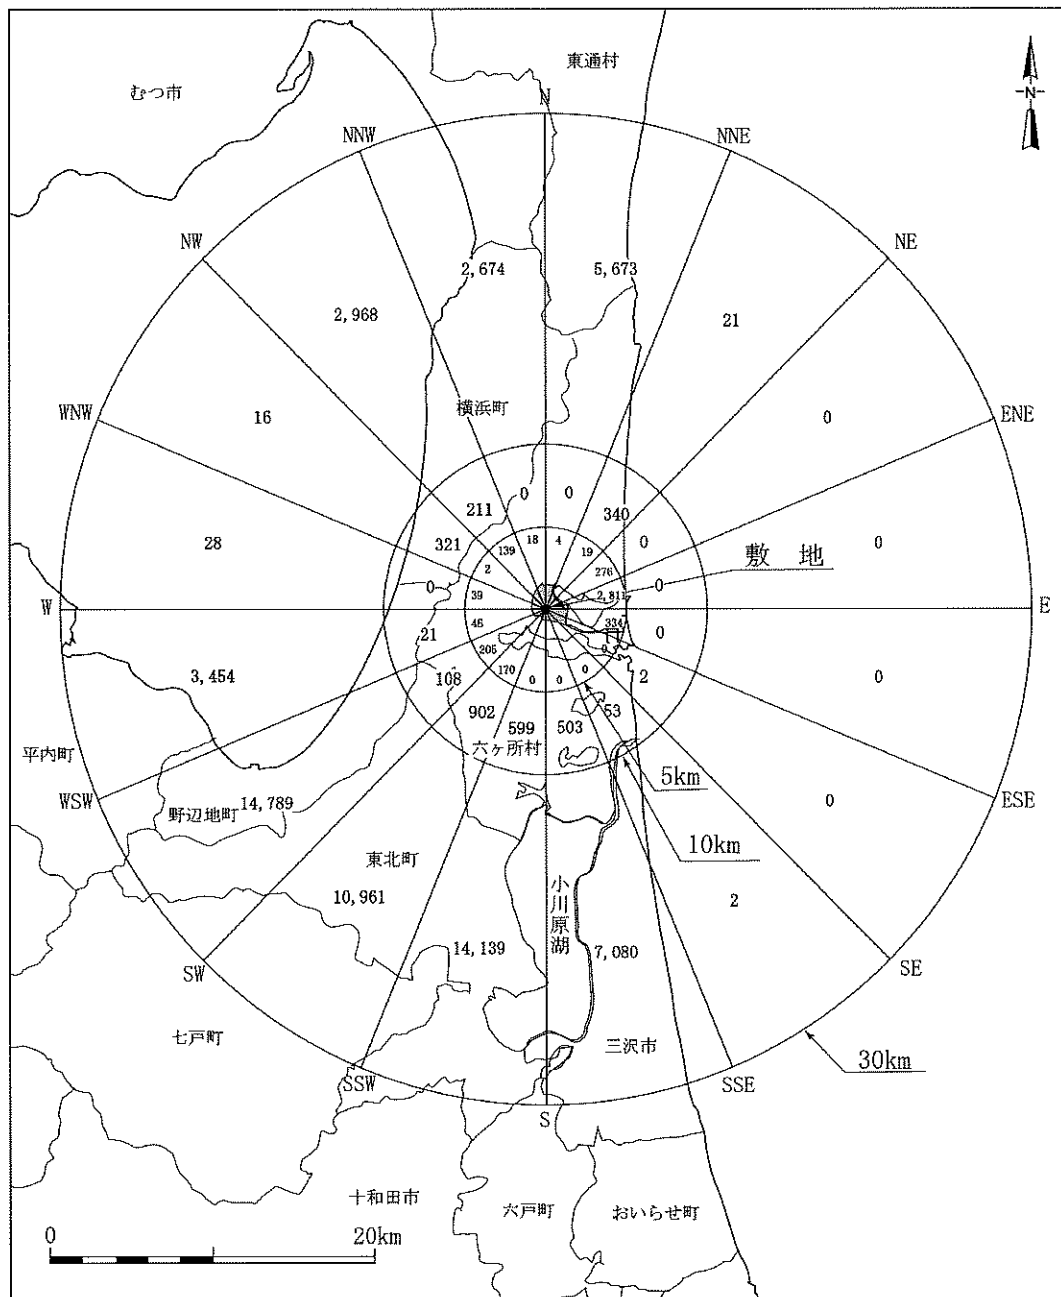 東通村
むつ市
N
N
NNW
NNE
NW
NE
2,674
5,673
2,968
21
横浜町
WNW
16
0
ENE
0
0
211
340
18
4
321
139
19
0
28
0
敷 地
2
276
0
39
2,811
0
W
E
46
334
0
21
205
0
3,454
108
170
0
0
0
2
0
902
53
599
503
六ヶ所村
平内町
5km
WSW
野辺地町
14,789
0
ESE
10km
東北町
10,961
小川原湖
2
14,139
7,080
SW
SE
七戸町
三沢市
30km
SSW
SSE
S
十和田市
六戸町
おいらせ町
0
20km